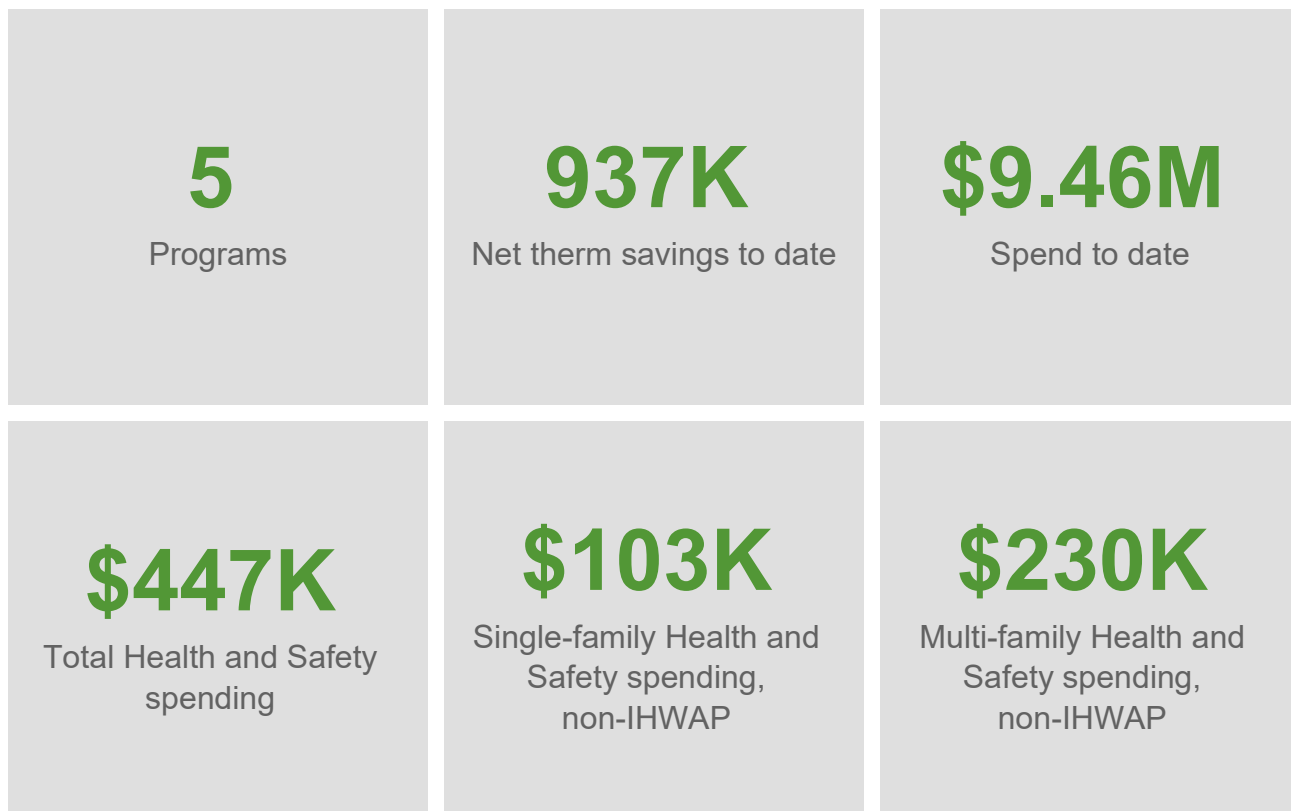 5
Programs
937K
Net therm savings to date
$9.46M
Spend to date
$447K
Total Health and Safety
spending
$103K
Single-family Health and
Safety spending,
non-IHWAP
$230K
Multi-family Health and
Safety spending,
non-IHWAP